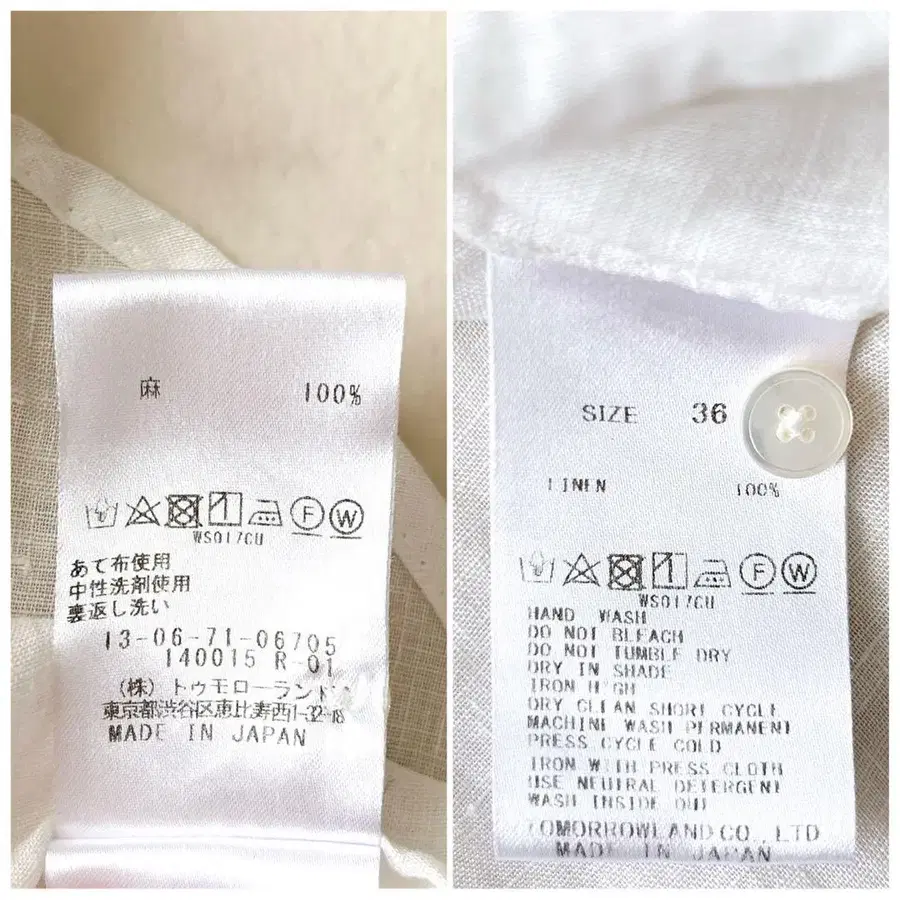 麻 100%
F W
WS017CU
あて布使用
中性洗剤使用
裏返し洗い
13-06-71-06705
140015 R-01
(株)トゥモローランド
東京都渋谷区恵比寿西1-32-18
MADE IN JAPAN
SIZE 36
LINEN 100%
F W
WS017CU
HAND WASH
DO NOT BLEACH
DO NOT TUMBLE DRY
DRY IN SHADE
IRON HIGH
DRY CLEAN SHORT CYCLE
MACHINE WASH PERMANENT
PRESS CYCLE COLD
IRON WITH PRESS CLOTH
USE NEUTRAL DETERGENT
WASH INSIDE OUT
TOMORROWLAND CO., LTD
MADE IN JAPAN